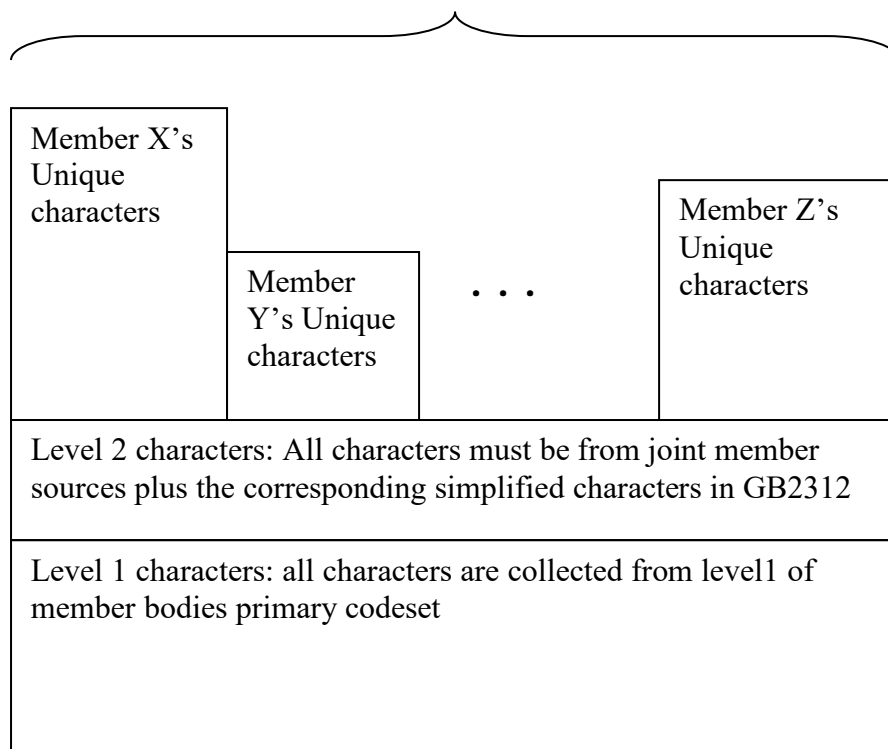 Member X’s
Unique
characters
Member
Y’s Unique
characters
. . .
Member Z’s
Unique
characters
Level 2 characters: All characters must be from joint member
sources plus the corresponding simplified characters in GB2312
Level 1 characters: all characters are collected from level1 of
member bodies primary codeset